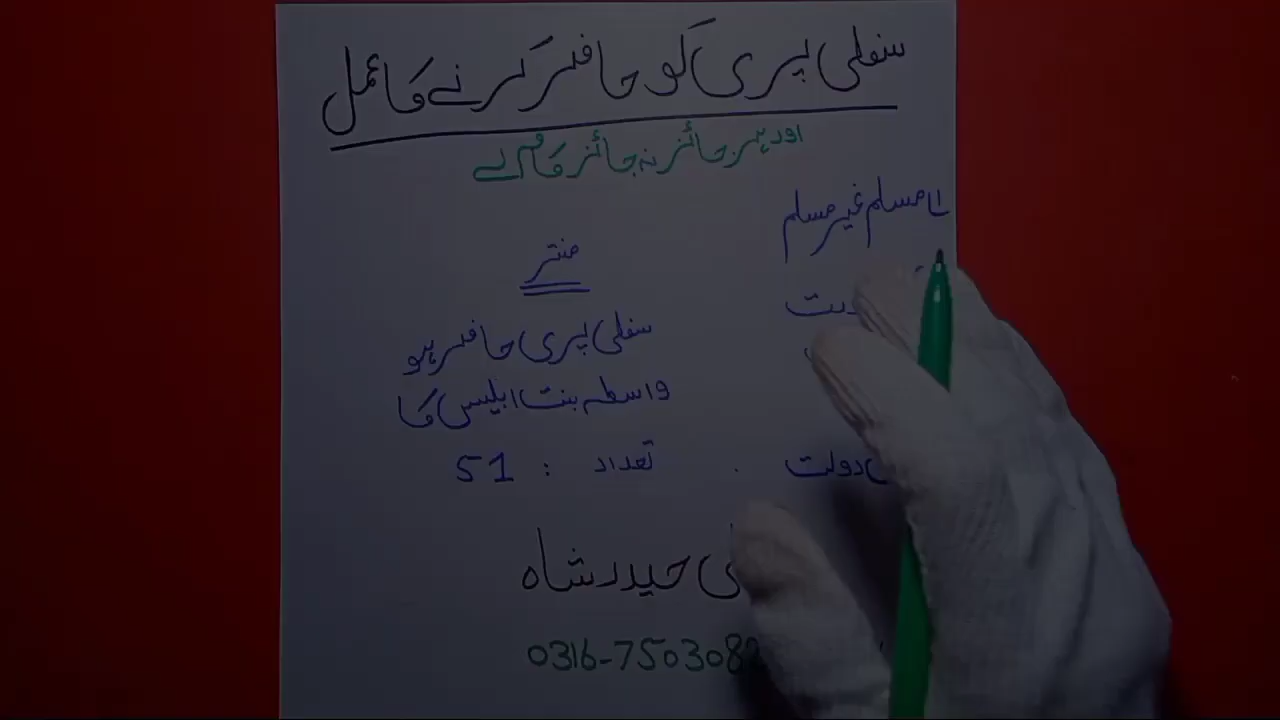 سفلی پری کو حاضر کرنے کا عمل
اور ہر جائز نہ جائز کام لے
مسلم غیر مسلم
منتر
سفلی پری حاضر ہو
واسطہ بنت ابلیس کا
دولت
تعداد : 51
حیدر شاہ
0316-750308